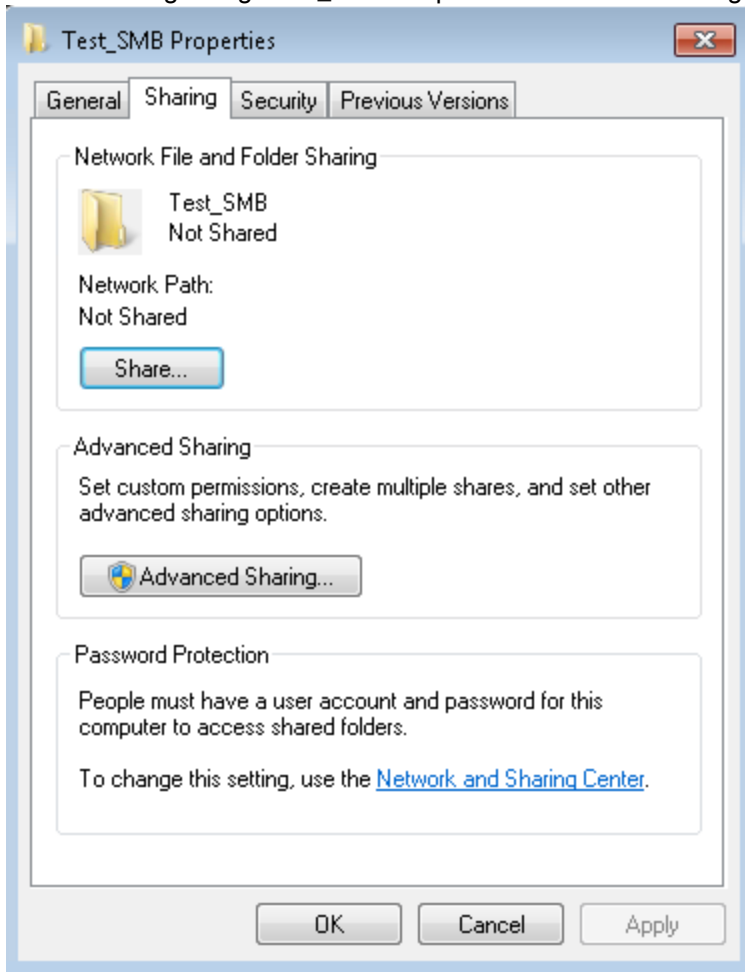 Test_SMB Properties
General Sharing Security Previous Versions
Network File and Folder Sharing
Test_SMB
Not Shared
Network Path:
Not Shared
Share...
Advanced Sharing
Set custom permissions, create multiple shares, and set other
advanced sharing options.
Advanced Sharing...
Password Protection
People must have a user account and password for this
computer to access shared folders.
To change this setting, use the Network and Sharing Center.
OK Cancel Apply